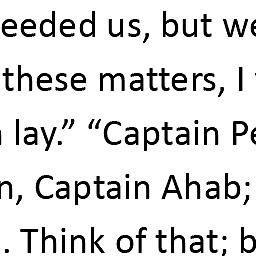 eeded us, but we
these matters, I
lay.” “Captain Pe
n, Captain Ahab;
. Think of that; b